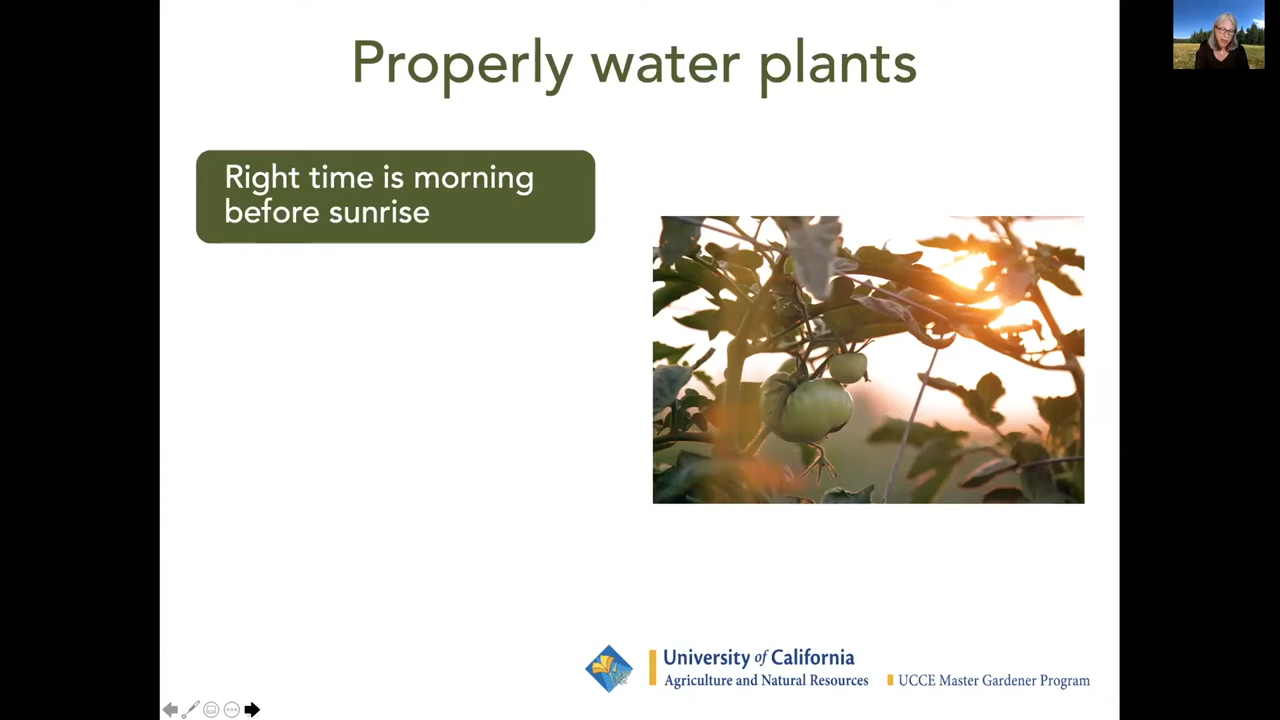 Properly water plants
Right time is morning
before sunrise
University of California
Agriculture and Natural Resources
UCCE Master Gardener Program